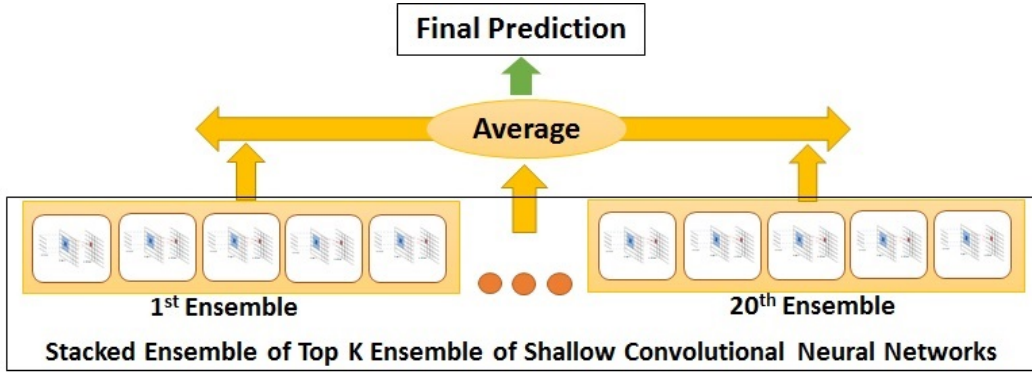 Final Prediction
Average
1st Ensemble
20th Ensemble
Stacked Ensemble of Top K Ensemble of Shallow Convolutional Neural Networks